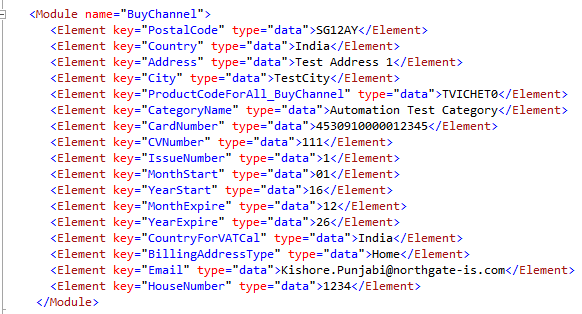 <Module name="BuyChannel">
<Element key="PostalCode" type="data">SG12AY</Element>
<Element key="Country" type="data">India</Element>
<Element key="Address" type="data">Test Address 1</Element>
<Element key="City" type="data">TestCity</Element>
<Element key="ProductCodeForAll_BuyChannel" type="data">TVICHET0</Element>
<Element key="CategoryName" type="data">Automation Test Category</Element>
<Element key="CardNumber" type="data">4530910000012345</Element>
<Element key="CVNumber" type="data">111</Element>
<Element key="IssueNumber" type="data">1</Element>
<Element key="MonthStart" type="data">01</Element>
<Element key="YearStart" type="data">16</Element>
<Element key="MonthExpire" type="data">12</Element>
<Element key="YearExpire" type="data">26</Element>
<Element key="CountryForVATCal" type="data">India</Element>
<Element key="BillingAddressType" type="data">Home</Element>
<Element key="Email" type="data">Kishore.Punjabi@northgate-is.com</Element>
<Element key="HouseNumber" type="data">1234</Element>
</Module>